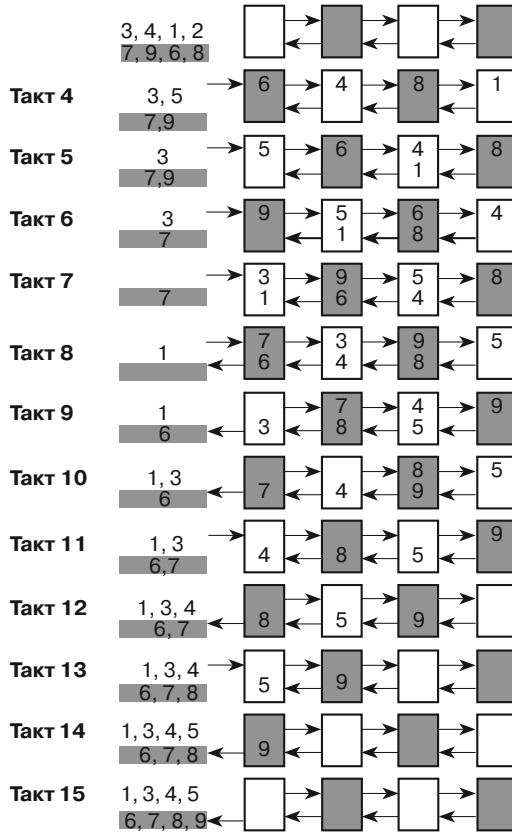 3, 4, 1, 2
7, 9, 6, 8
Такт 4 3, 5 6 4 8 1
7,9
Такт 5 3 5 6 4 8
7,9 1
Такт 6 3 9 5 6 4
7 1 8
Такт 7 3 9 5 8
7 1 6 4
Такт 8 1 7 3 9 5
6 4 8
Такт 9 1 7 4 9
6 3 8 5
Такт 10 1, 3 8 5
6 7 4 9
Такт 11 1, 3 9
6,7 4 8 5
Такт 12 1, 3, 4
6, 7 8 5 9
Такт 13 1, 3, 4
6, 7, 8 5 9
Такт 14 1, 3, 4, 5
6, 7, 8 9
Такт 15 1, 3, 4, 5
6, 7, 8, 9